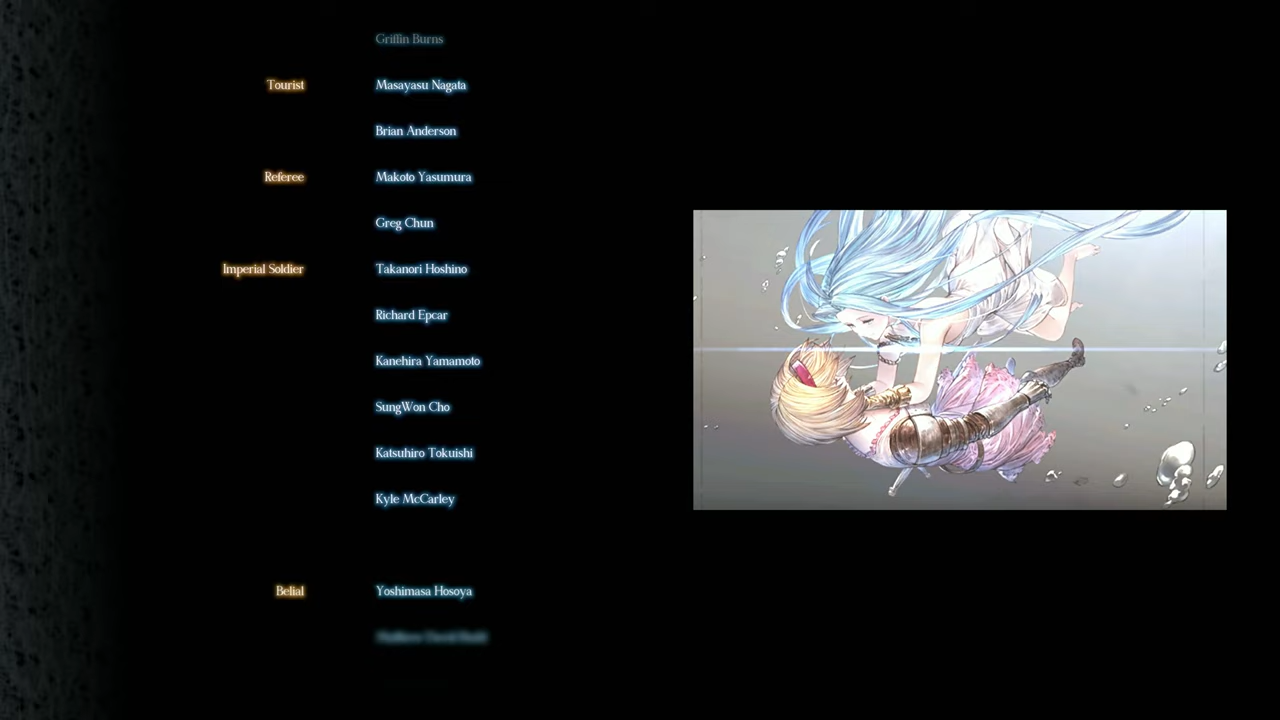 Griffin Burns
Tourist Masayasu Nagata
Brian Anderson
Referee Makoto Yasumura
Greg Chun
Imperial Soldier Takanori Hoshino
Richard Epcar
Kanehira Yamamoto
SungWon Cho
Katsuhiro Tokuishi
Kyle McCarley
Belial Yoshimasa Hosoya